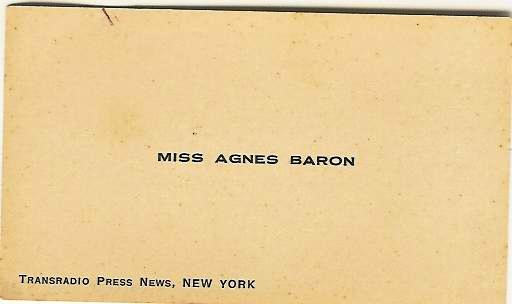 MISS AGNES BARON
TRANSRADIO PRESS NEWS, NEW YORK